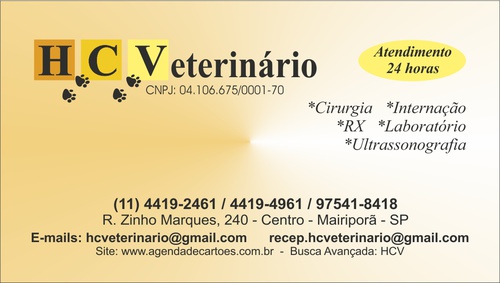 HCVeterinário
CNPJ: 04.106.675/0001-70
Atendimento
24 horas
*Cirurgia *Internação
*RX *Laboratório
*Ultrassonografia
(11) 4419-2461 / 4419-4961 / 97541-8418
R. Zinho Marques, 240 - Centro - Mairiporã - SP
E-mails: hcveterinario@gmail.com recep.hcveterinario@gmail.com
Site: www.agendadecartoes.com.br - Busca Avançada: HCV